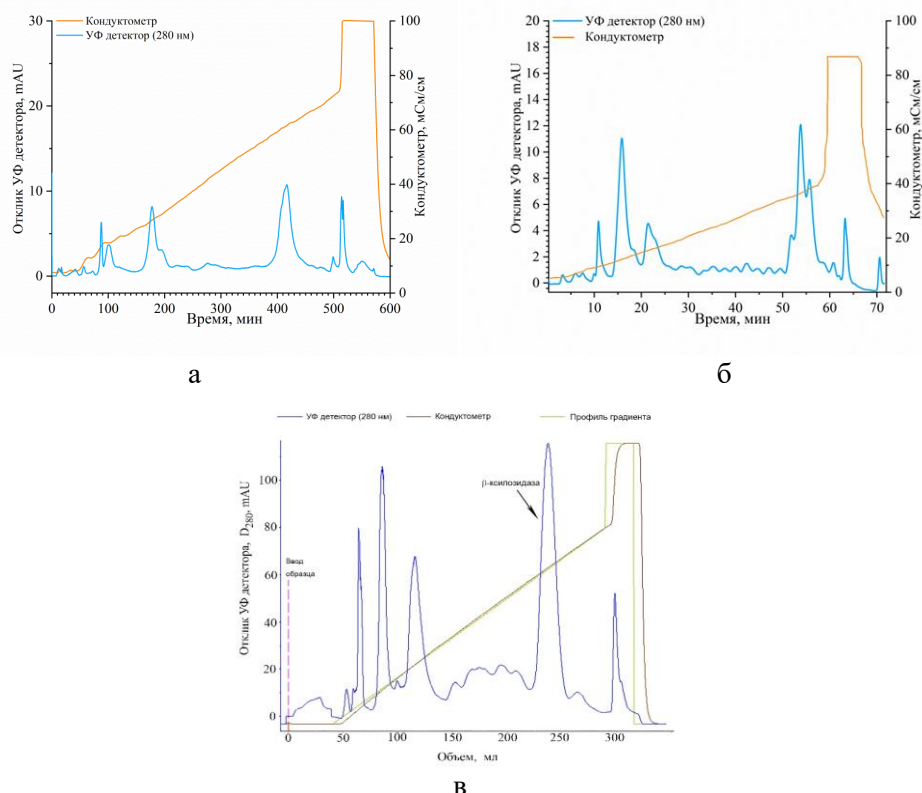 Кондуктометр
УФ детектор (280 нм)
Отклик УФ детектора, mAU
30
20
10
0
100
80
60
40
20
0
Кондуктометр, мСм/см
0 100 200 300 400 500 600
Время, мин
а
УФ детектор (280 нм)
Кондуктометр
Отклик УФ детектора, mAU
20
18
16
14
12
10
8
6
4
2
0
100
80
60
40
20
0
Кондуктометр, мСм/см
10 20 30 40 50 60 70
Время, мин
б
УФ детектор (280 нм) Кондуктометр Профиль градиента
Отклик УФ детектора, D280, mAU
100
80
60
40
20
0
Ввод
образца
β-ксилозидаза
0 50 100 150 200 250 300
Объем, мл
в